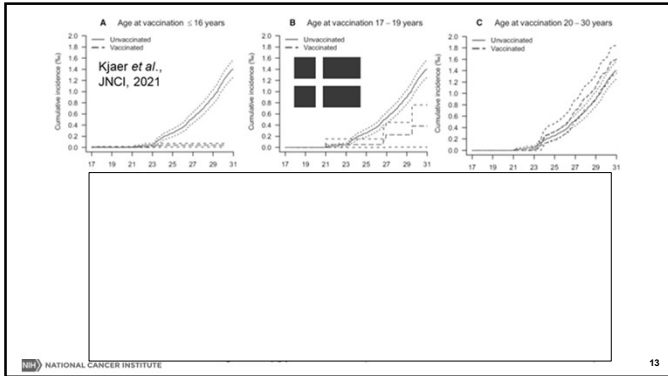 A Age at vaccination ≤ 16 years
Unvaccinated
Vaccinated
Kjaer et al.,
JNCI, 2021
Cumulative incidence (‰)
2.0
1.8
1.6
1.4
1.2
1.0
0.8
0.6
0.4
0.2
0.0
17 19 21 23 25 27 29 31
B Age at vaccination 17 – 19 years
Unvaccinated
Vaccinated
Cumulative incidence (‰)
2.0
1.8
1.6
1.4
1.2
1.0
0.8
0.6
0.4
0.2
0.0
17 19 21 23 25 27 29 31
C Age at vaccination 20 – 30 years
Unvaccinated
Vaccinated
Cumulative incidence (‰)
2.0
1.8
1.6
1.4
1.2
1.0
0.8
0.6
0.4
0.2
0.0
17 19 21 23 25 27 29 31
NIH NATIONAL CANCER INSTITUTE
13